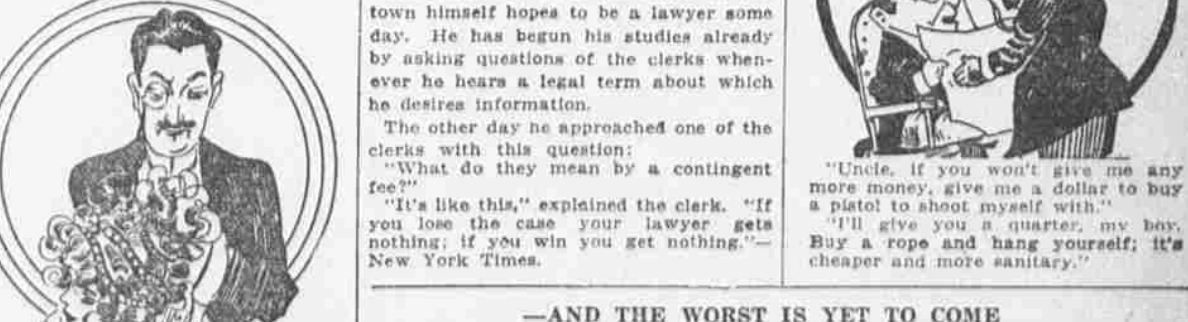 town himself hopes to be a lawyer some
day. He has begun his studies already
by asking questions of the clerks when-
ever he hears a legal term about which
he desires information.
The other day he approached one of the
clerks with this question:
"What do they mean by a contingent
fee?"
"It's like this," explained the clerk. "If
you lose the case your lawyer gets
nothing; if you win you get nothing."—
New York Times.
"Uncle, if you won't give me any
more money, give me a dollar to buy
a pistol to shoot myself with."
"I'll give you a quarter, my boy.
Buy a rope and hang yourself; it's
cheaper and more sanitary."
—AND THE WORST IS YET TO COME